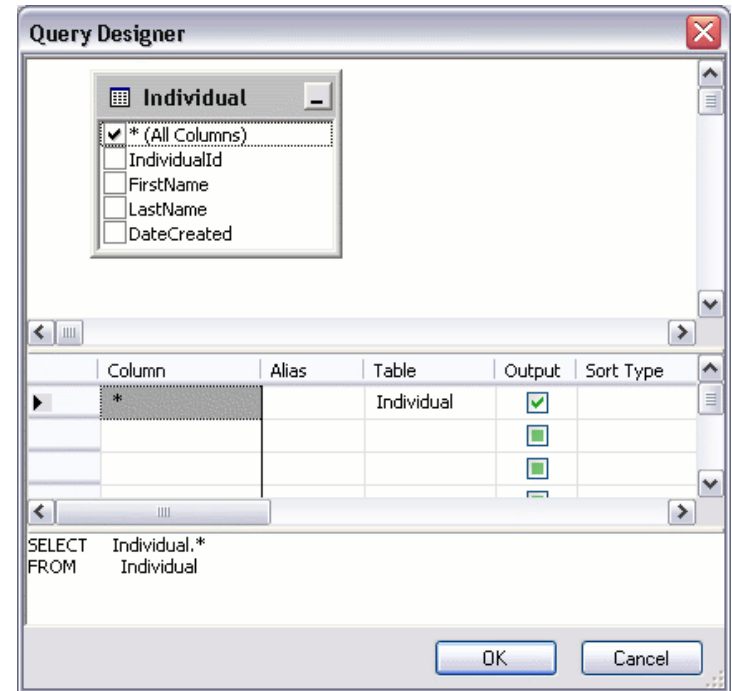 Query Designer
Individual
* (All Columns)
IndividualId
FirstName
LastName
DateCreated
Column Alias Table Output Sort Type
* Individual
SELECT Individual.*
FROM Individual
OK Cancel